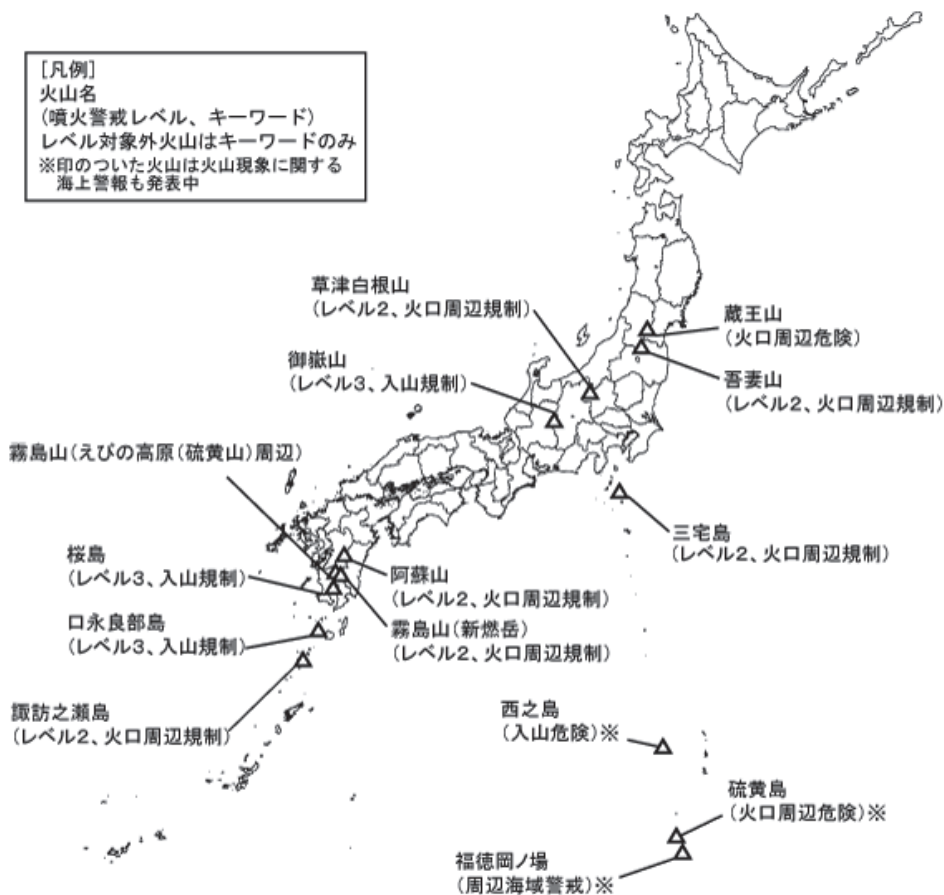 [凡例]
火山名
(噴火警戒レベル、キーワード)
レベル対象外火山はキーワードのみ
※印のついた火山は火山現象に関する
海上警報も発表中
草津白根山
(レベル2、火口周辺規制)
蔵王山
(火口周辺危険)
御嶽山
(レベル3、入山規制)
吾妻山
(レベル2、火口周辺規制)
霧島山(えびの高原(硫黄山)周辺)
三宅島
(レベル2、火口周辺規制)
桜島
(レベル3、入山規制)
阿蘇山
(レベル2、火口周辺規制)
口永良部島
(レベル3、入山規制)
霧島山(新燃岳)
(レベル2、火口周辺規制)
諏訪之瀬島
(レベル2、火口周辺規制)
西之島
(入山危険)※
硫黄島
(火口周辺危険)※
福徳岡ノ場
(周辺海域警戒)※